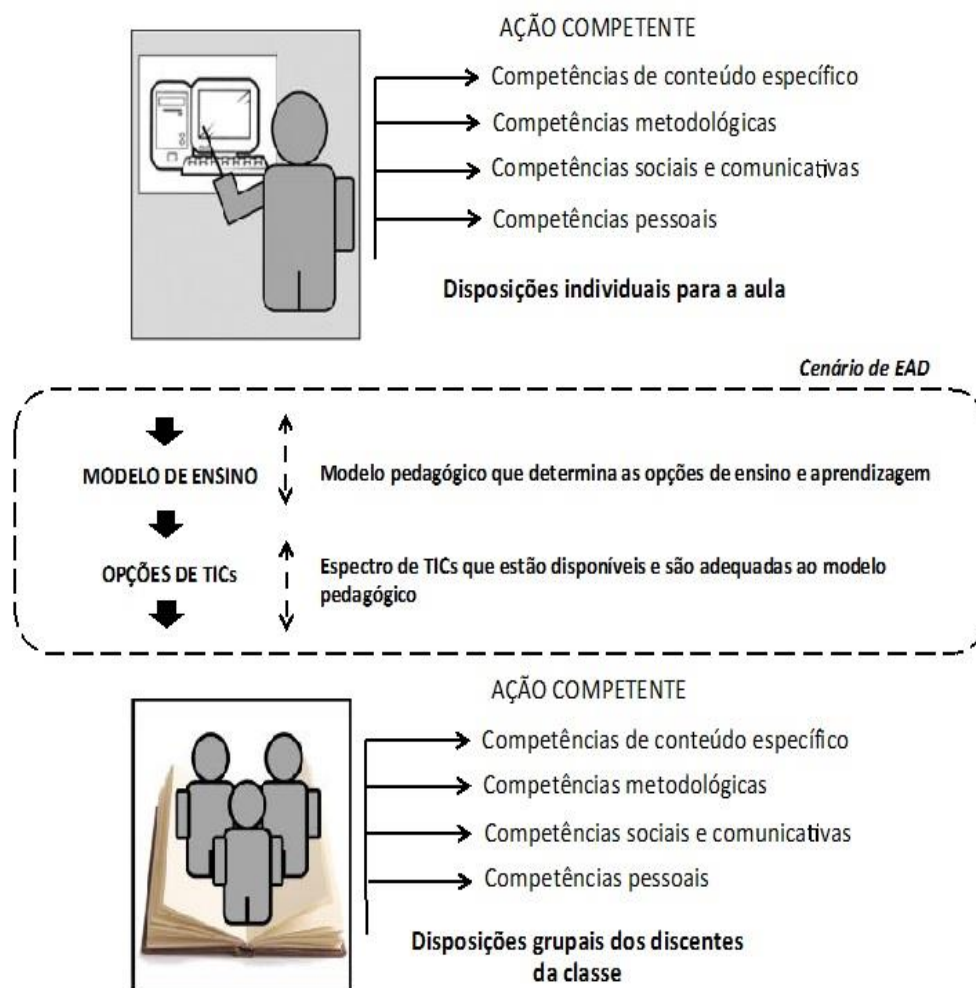 AÇÃO COMPETENTE
Competências de conteúdo específico
Competências metodológicas
Competências sociais e comunicativas
Competências pessoais
Disposições individuais para a aula
Cenário de EAD
MODELO DE ENSINO
Modelo pedagógico que determina as opções de ensino e aprendizagem
OPÇÕES DE TICs
Espectro de TICs que estão disponíveis e são adequadas ao modelo
pedagógico
AÇÃO COMPETENTE
Competências de conteúdo específico
Competências metodológicas
Competências sociais e comunicativas
Competências pessoais
Disposições grupais dos discentes
da classe